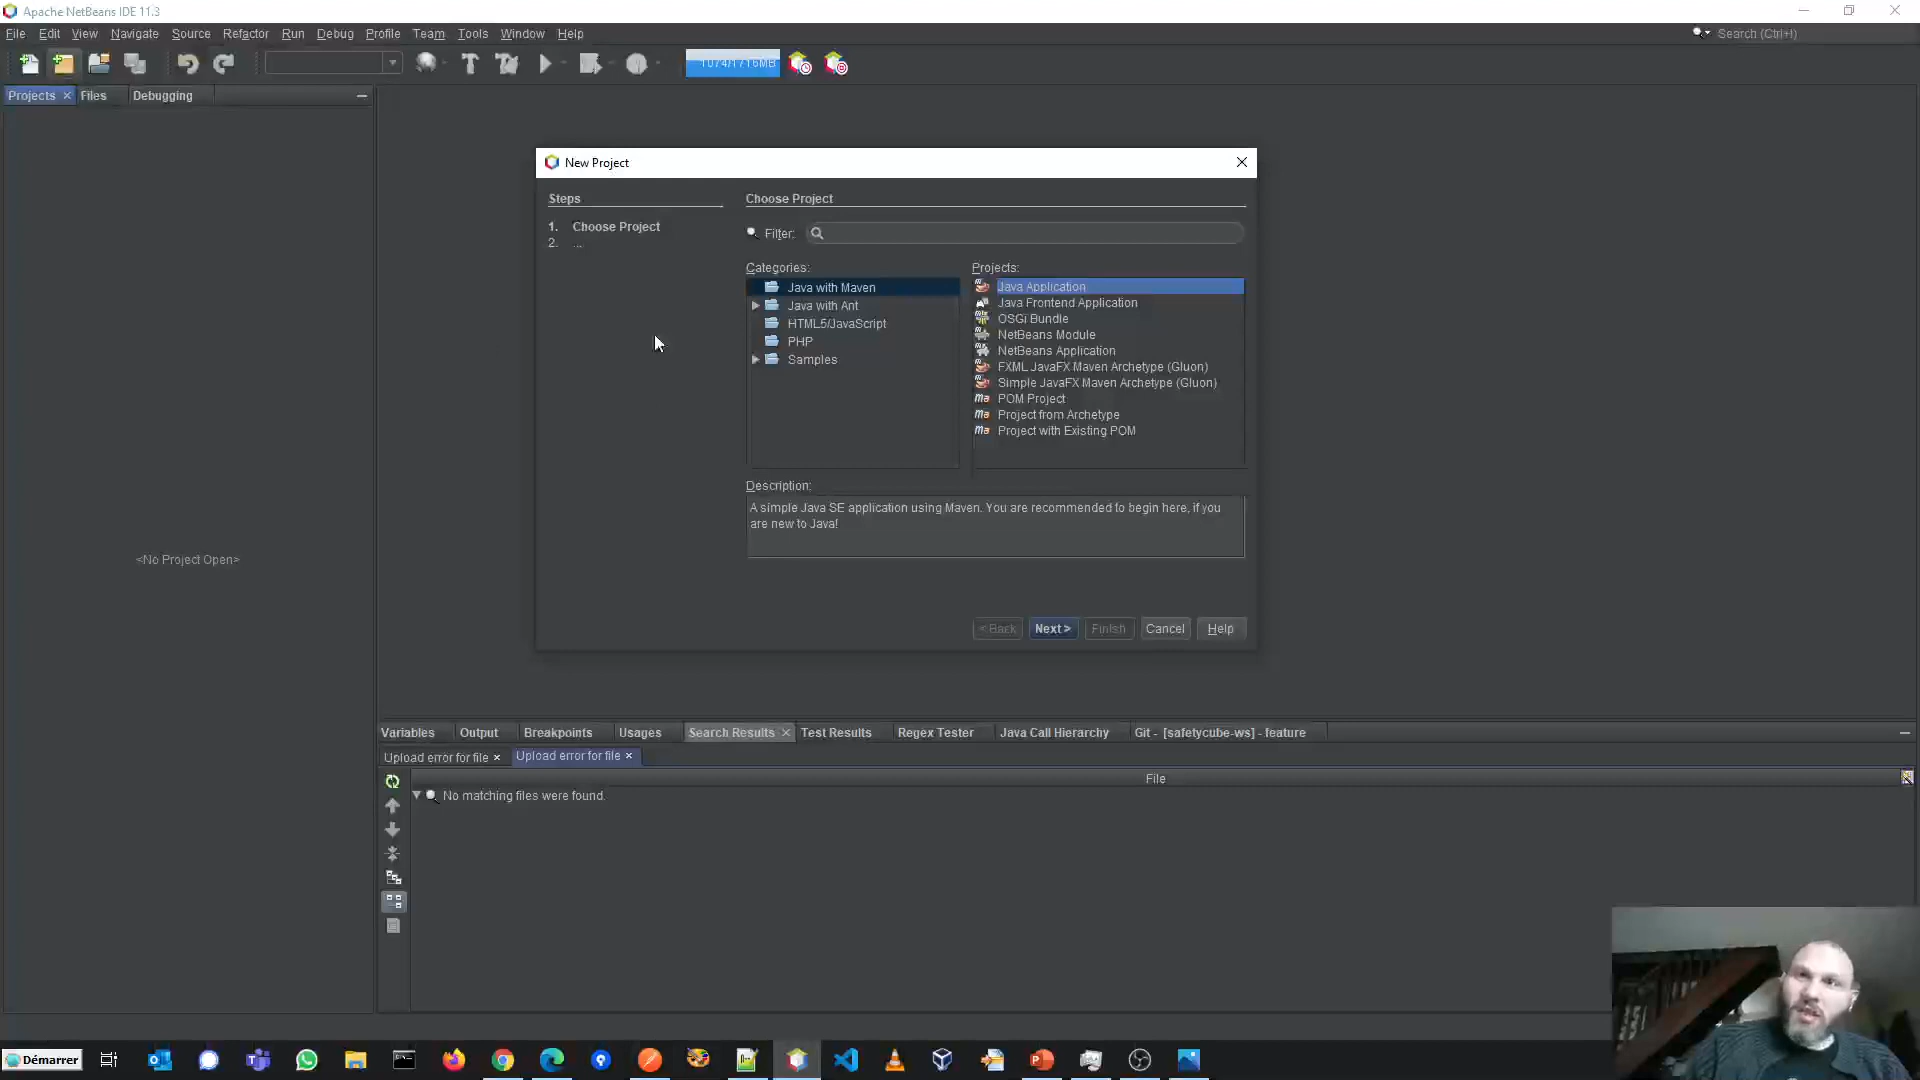 Apache NetBeans IDE 11.3
File Edit View Navigate Source Refactor Run Debug Profile Team Tools Window Help
Search (Ctrl+I)
1074/1716MB
Projects Files Debugging
<No Project Open>
New Project
Steps
1. Choose Project
2. ...
Choose Project
Filter:
Categories:
Java with Maven
Java with Ant
HTML5/JavaScript
PHP
Samples
Projects:
Java Application
Java Frontend Application
OSGi Bundle
NetBeans Module
NetBeans Application
FXML JavaFX Maven Archetype (Gluon)
Simple JavaFX Maven Archetype (Gluon)
POM Project
Project from Archetype
Project with Existing POM
Description:
A simple Java SE application using Maven. You are recommended to begin here, if you
are new to Java!
< Back Next > Finish Cancel Help
Variables Output Breakpoints Usages Search Results Test Results Regex Tester Java Call Hierarchy Git - [safetycube-ws] - feature
Upload error for file Upload error for file
File
No matching files were found.
Démarrer